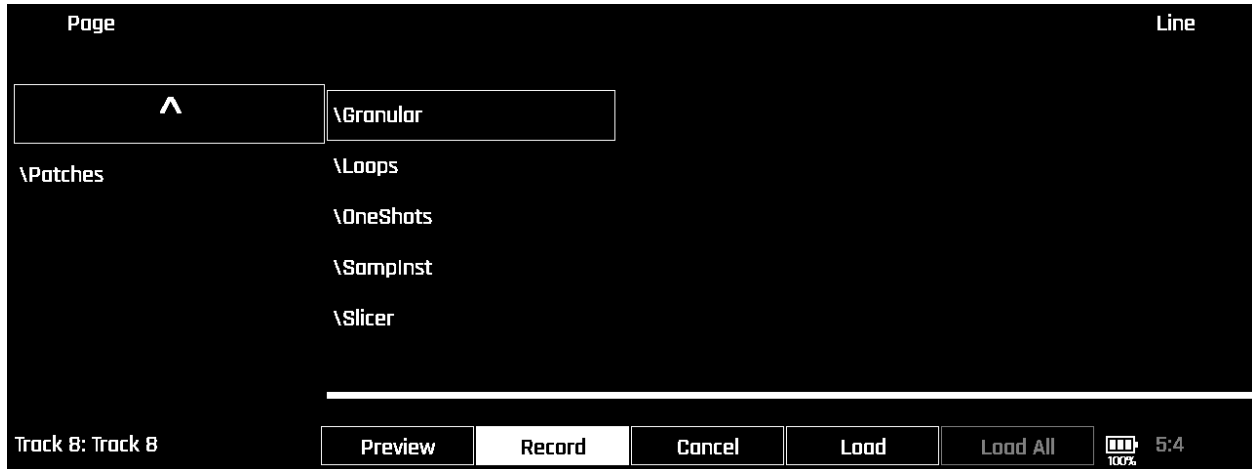 Page Line
^
\Granular
\Patches
\Loops
\OneShots
\SampInst
\Slicer
Track 8: Track 8 Preview Record Cancel Load Load All 100% 5:4